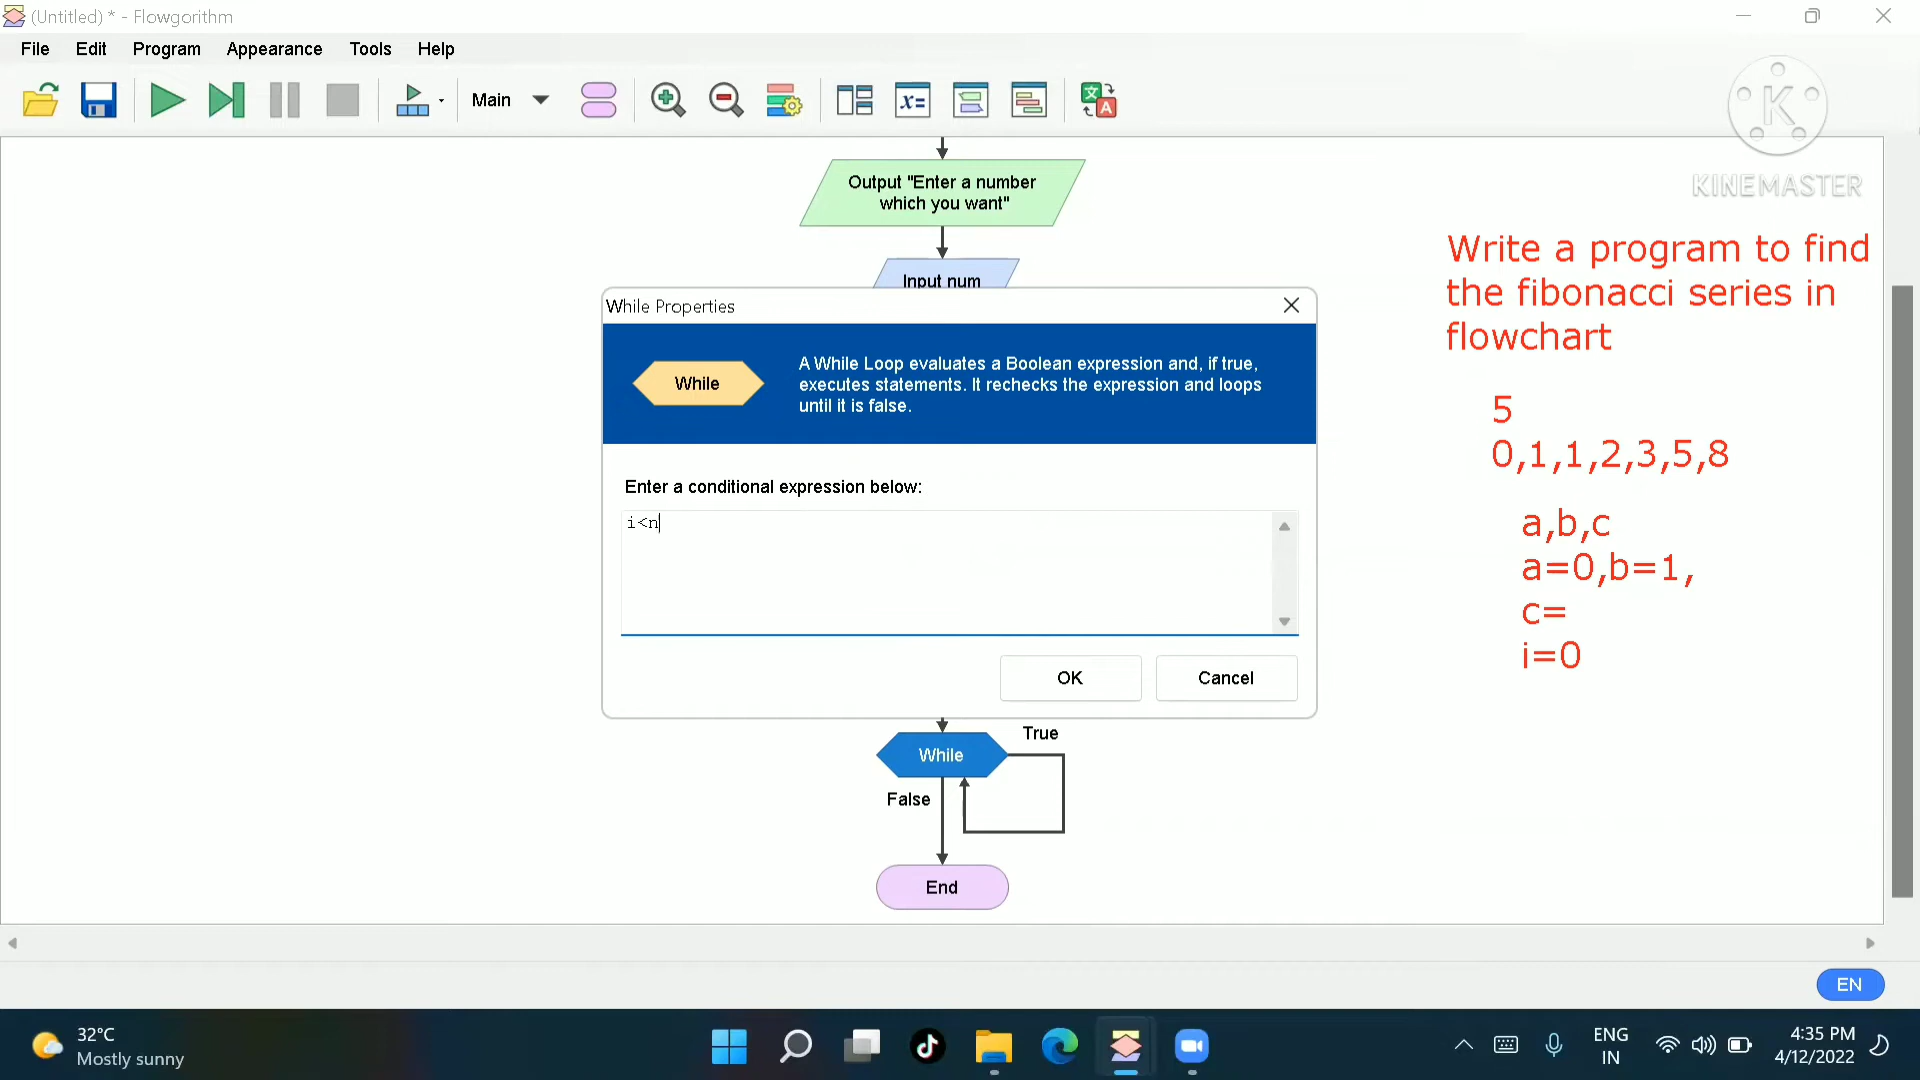 (Untitled) * - Flowgorithm
File Edit Program Appearance Tools Help
Main
x=
A
K
KINEMASTER
Output "Enter a number
which you want"
Input num
Write a program to find
the fibonacci series in
flowchart
5
0,1,1,2,3,5,8
a,b,c
a=0,b=1,
c=
i=0
While Properties
While
A While Loop evaluates a Boolean expression and, if true,
executes statements. It rechecks the expression and loops
until it is false.
Enter a conditional expression below:
i<n
OK Cancel
True
While
False
End
EN
32°C
Mostly sunny
ENG
IN
4:35 PM
4/12/2022